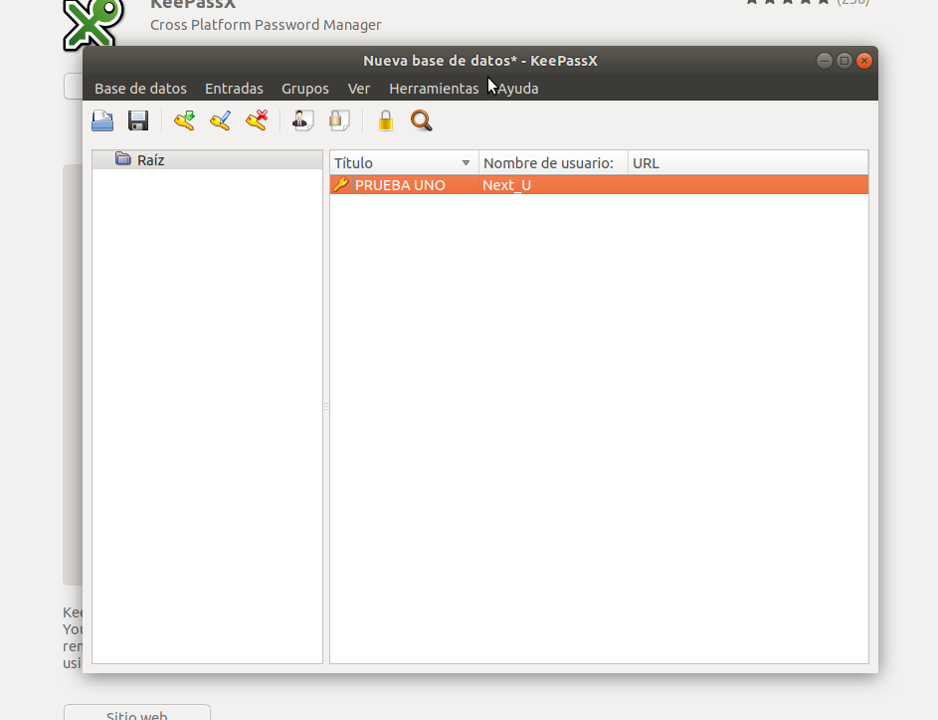 KeePassX
(250)
Cross Platform Password Manager
Nueva base de datos* - KeePassX
Base de datos Entradas Grupos Ver Herramientas Ayuda
Raíz
Título Nombre de usuario: URL
PRUEBA UNO Next_U
Kee
You
rem
usi
Sitio web